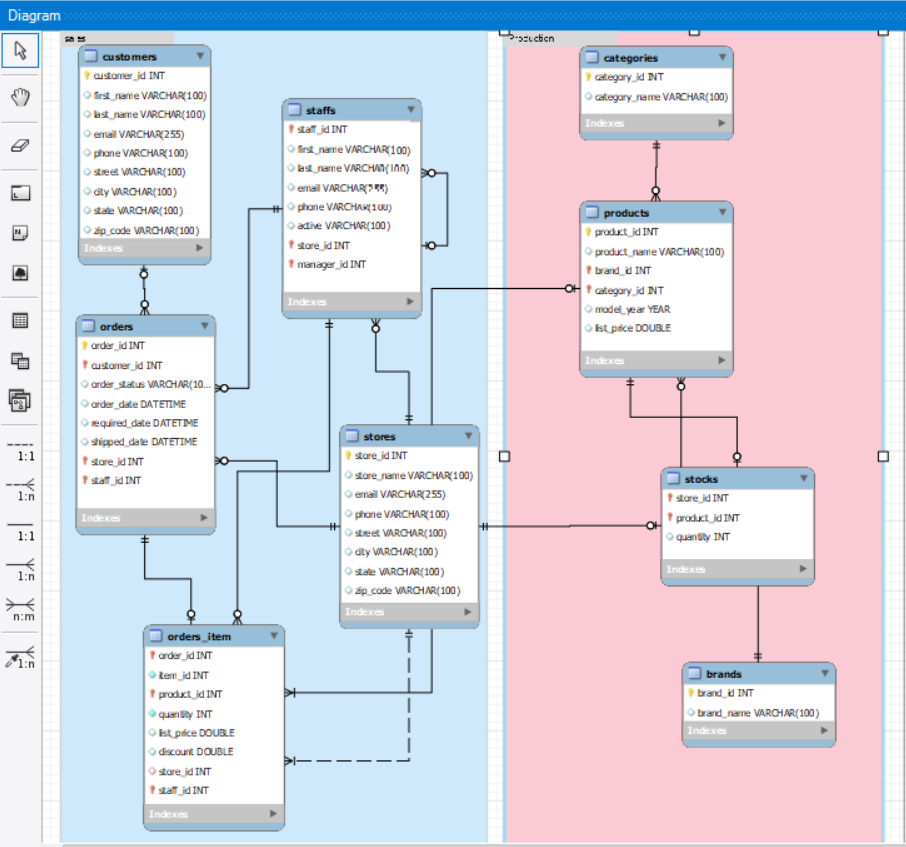 Diagram
sales
Production
customers
customer_id INT
first_name VARCHAR(100)
last_name VARCHAR(100)
email VARCHAR(255)
phone VARCHAR(100)
street VARCHAR(100)
city VARCHAR(100)
state VARCHAR(100)
zip_code VARCHAR(100)
Indexes
staffs
staff_id INT
first_name VARCHAR(100)
last_name VARCHAR(100)
email VARCHAR(255)
phone VARCHAR(100)
active VARCHAR(100)
store_id INT
manager_id INT
Indexes
categories
category_id INT
category_name VARCHAR(100)
Indexes
products
product_id INT
product_name VARCHAR(100)
brand_id INT
category_id INT
model_year YEAR
list_price DOUBLE
Indexes
orders
order_id INT
customer_id INT
order_status VARCHAR(10...
order_date DATETIME
required_date DATETIME
shipped_date DATETIME
store_id INT
staff_id INT
Indexes
stores
store_id INT
store_name VARCHAR(100)
email VARCHAR(255)
phone VARCHAR(100)
street VARCHAR(100)
city VARCHAR(100)
state VARCHAR(100)
zip_code VARCHAR(100)
Indexes
stocks
store_id INT
product_id INT
quantity INT
Indexes
orders_item
order_id INT
item_id INT
product_id INT
quantity INT
list_price DOUBLE
discount DOUBLE
store_id INT
staff_id INT
Indexes
brands
brand_id INT
brand_name VARCHAR(100)
Indexes
1:1
1:n
1:1
1:n
n:m
1:n